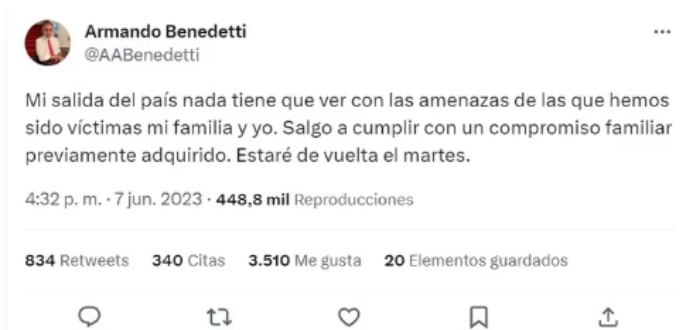 Armando Benedetti
@AABenedetti
Mi salida del país nada tiene que ver con las amenazas de las que hemos
sido víctimas mi familia y yo. Salgo a cumplir con un compromiso familiar
previamente adquirido. Estaré de vuelta el martes.
4:32 p. m. · 7 jun. 2023 · 448,8 mil Reproducciones
834 Retweets 340 Citas 3.510 Me gusta 20 Elementos guardados